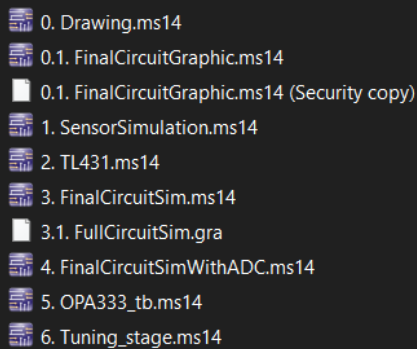 0. Drawing.ms14
0.1. FinalCircuitGraphic.ms14
0.1. FinalCircuitGraphic.ms14 (Security copy)
1. SensorSimulation.ms14
2. TL431.ms14
3. FinalCircuitSim.ms14
3.1. FullCircuitSim.gra
4. FinalCircuitSimWithADC.ms14
5. OPA333_tb.ms14
6. Tuning_stage.ms14